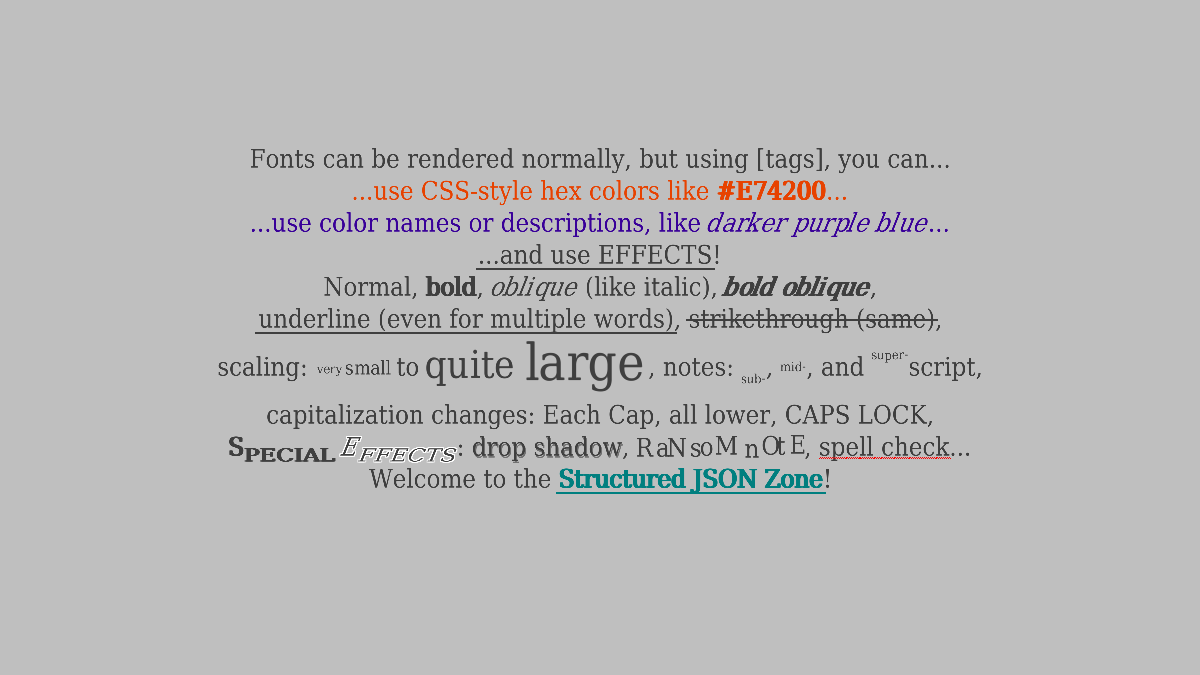 Fonts can be rendered normally, but using [tags], you can...
...use CSS-style hex colors like #E74200...
...use color names or descriptions, like darker purple blue...
...and use EFFECTS!
Normal, bold, oblique (like italic), bold oblique,
underline (even for multiple words), strikethrough (same),
scaling: very small to quite large, notes: sub-, mid-, and super-script,
capitalization changes: Each Cap, all lower, CAPS LOCK,
SPECIAL EFFECTS: drop shadow, RaNsoM nOtE, spell check...
Welcome to the Structured JSON Zone!